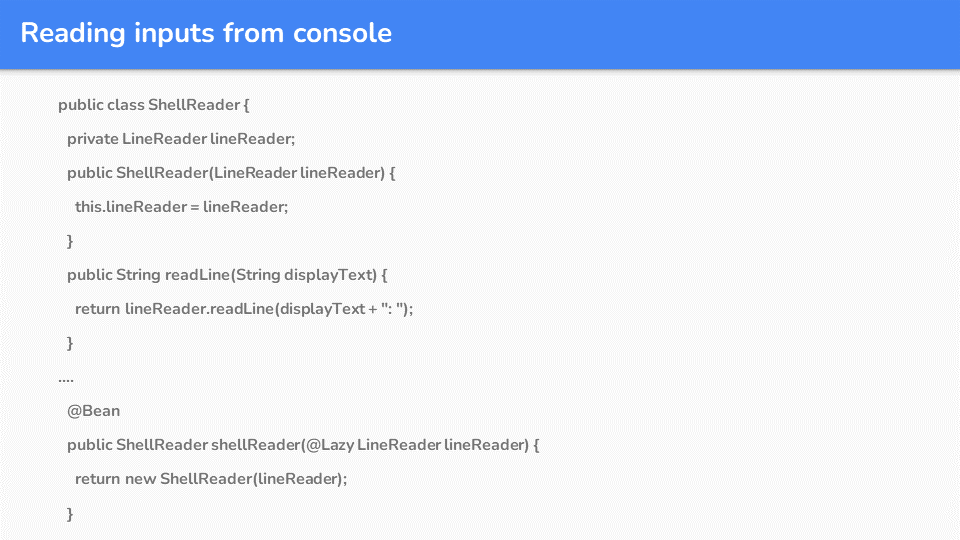 Reading inputs from console
public class ShellReader {
private LineReader lineReader;
public ShellReader(LineReader lineReader) {
this.lineReader = lineReader;
}
public String readLine(String displayText) {
return lineReader.readLine(displayText + ": ");
}
....
@Bean
public ShellReader shellReader(@Lazy LineReader lineReader) {
return new ShellReader(lineReader);
}